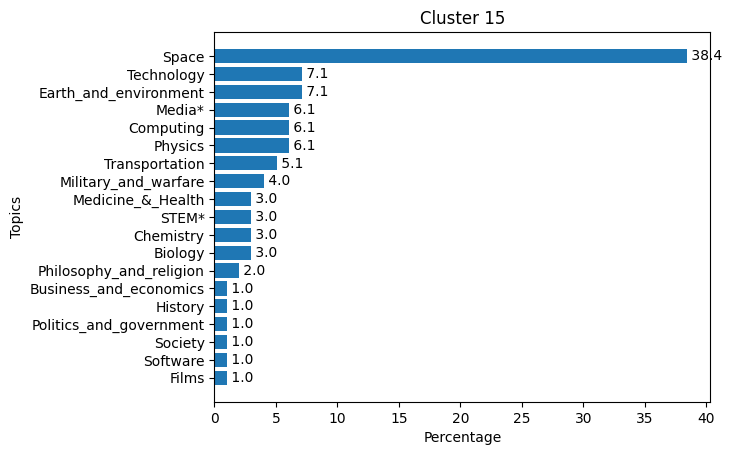 Cluster 15
Topics
Space 38.4
Technology 7.1
Earth_and_environment 7.1
Media* 6.1
Computing 6.1
Physics 6.1
Transportation 5.1
Military_and_warfare 4.0
Medicine_&_Health 3.0
STEM* 3.0
Chemistry 3.0
Biology 3.0
Philosophy_and_religion 2.0
Business_and_economics 1.0
History 1.0
Politics_and_government 1.0
Society 1.0
Software 1.0
Films 1.0
0 5 10 15 20 25 30 35 40
Percentage